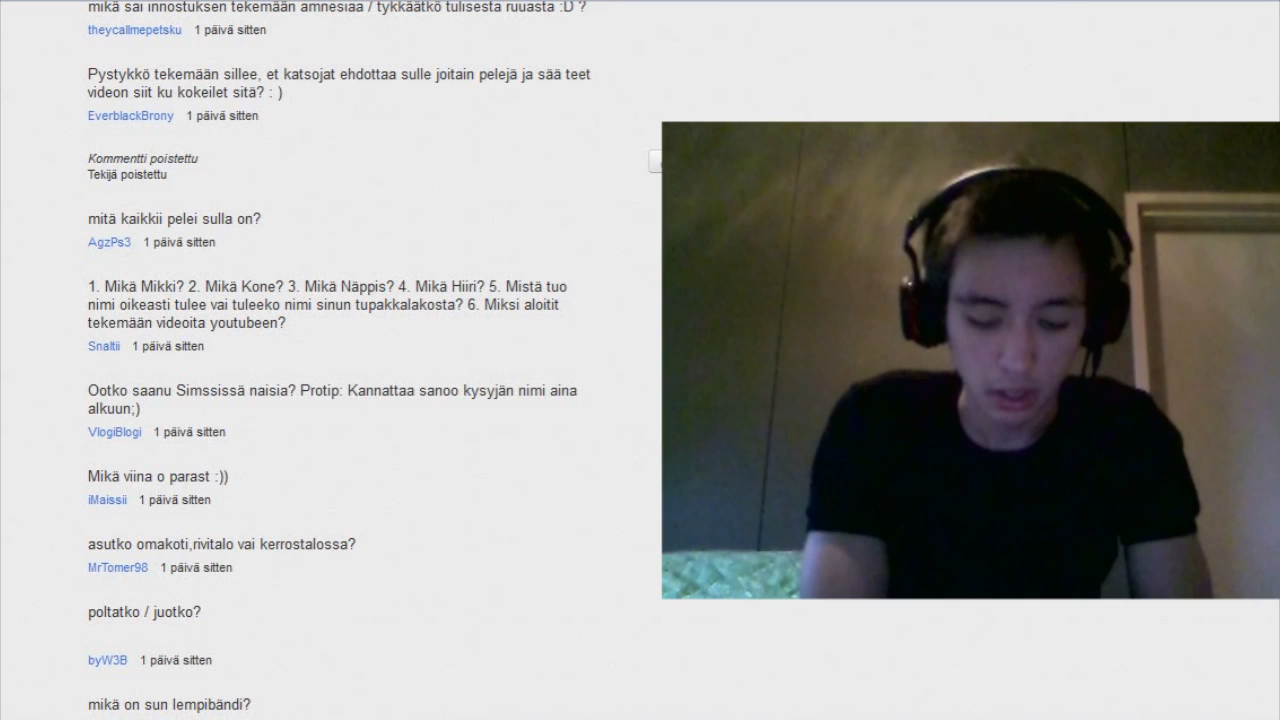 mikä sai innostuksen tekemään amnesiaa / tykkäätkö tulisesta ruuasta :D ?
theycallmepetsku 1 päivä sitten
Pystykkö tekemään sillee, et katsojat ehdottaa sulle joitain pelejä ja sää teet
videon siit ku kokeilet sitä? : )
EverblackBrony 1 päivä sitten
Kommentti poistettu
Tekijä poistettu
mitä kaikkii pelei sulla on?
AgzPs3 1 päivä sitten
1. Mikä Mikki? 2. Mikä Kone? 3. Mikä Näppis? 4. Mikä Hiiri? 5. Mistä tuo
nimi oikeasti tulee vai tuleeko nimi sinun tupakkalakosta? 6. Miksi aloitit
tekemään videoita youtubeen?
Snaltii 1 päivä sitten
Ootko saanu Simssissä naisia? Protip: Kannattaa sanoo kysyjän nimi aina
alkuun;)
VlogiBlogi 1 päivä sitten
Mikä viina o parast :))
iMaissii 1 päivä sitten
asutko omakoti,rivitalo vai kerrostalossa?
MrTomer98 1 päivä sitten
poltatko / juotko?
byW3B 1 päivä sitten
mikä on sun lempibändi?